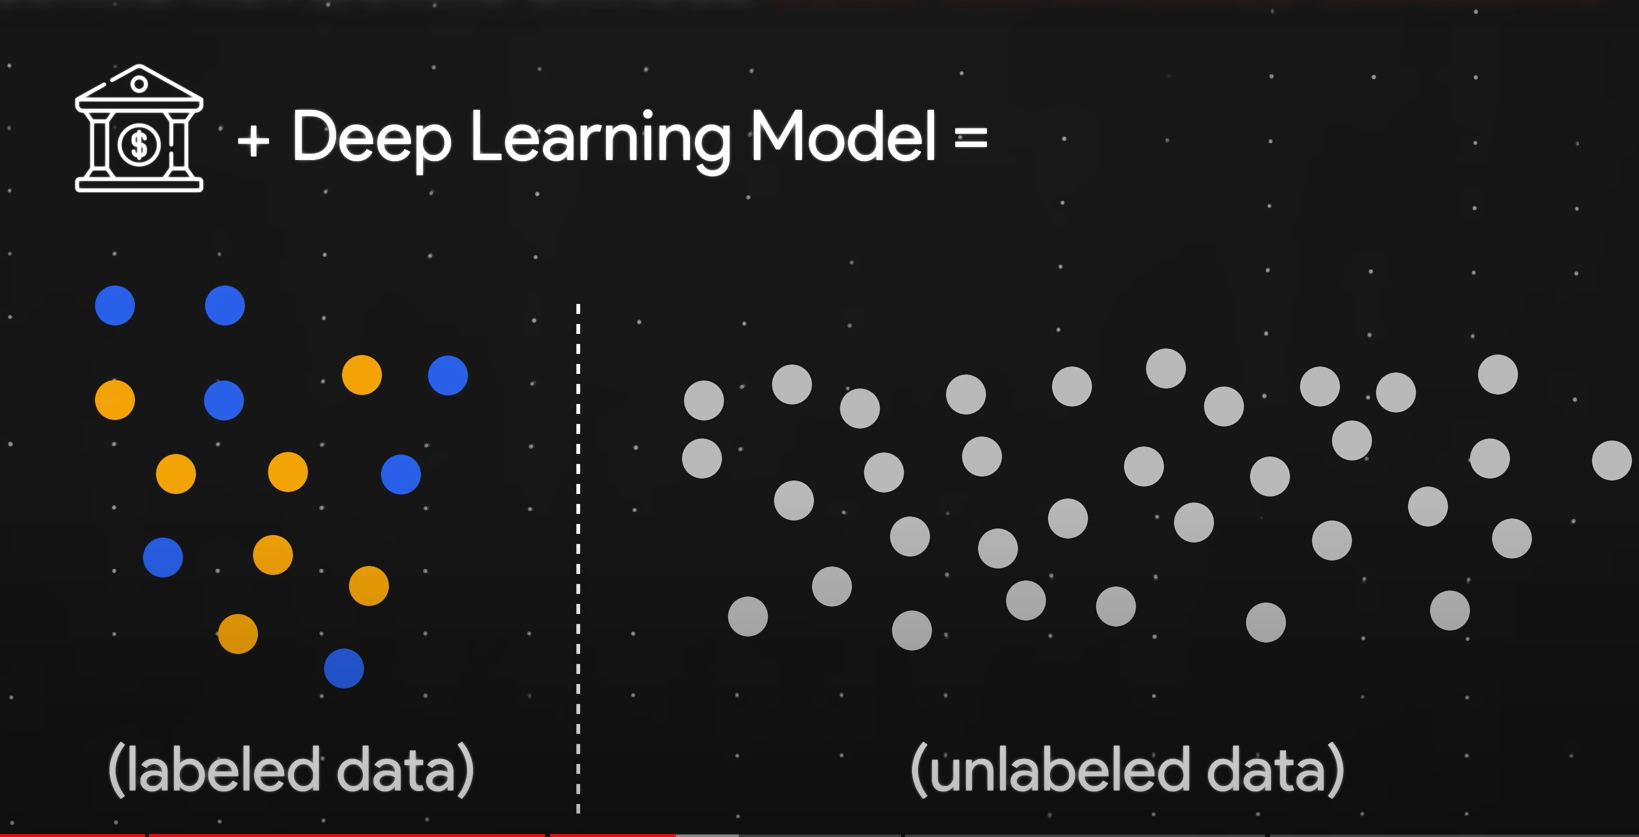 $
+ Deep Learning Model =
(labeled data)
(unlabeled data)